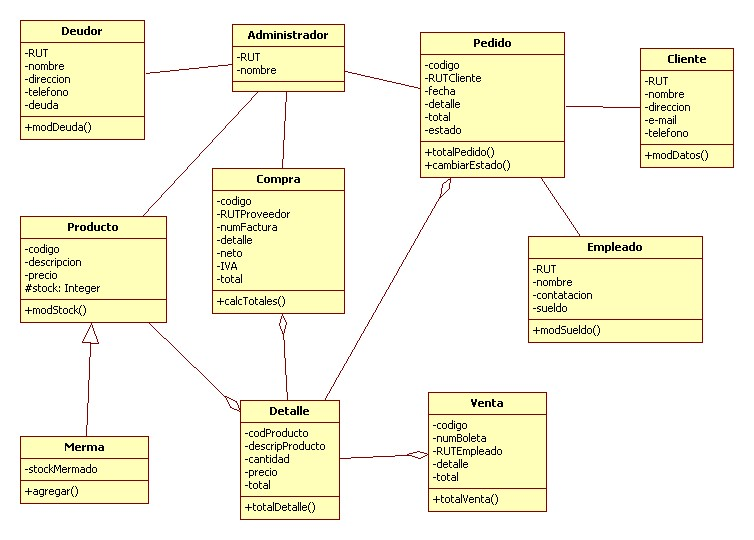 Deudor
-RUT
-nombre
-direccion
-telefono
-deuda
+modDeuda()
Administrador
-RUT
-nombre
Pedido
-codigo
-RUTCliente
-fecha
-detalle
-total
-estado
+totalPedido()
+cambiarEstado()
Cliente
-RUT
-nombre
-direccion
-e-mail
-telefono
+modDatos()
Compra
-codigo
-RUTProveedor
-numFactura
-detalle
-neto
-IVA
-total
+calcTotales()
Producto
-codigo
-descripcion
-precio
#stock: Integer
+modStock()
Empleado
-RUT
-nombre
-contatacion
-sueldo
+modSueldo()
Merma
-stockMermado
+agregar()
Detalle
-codProducto
-descripProducto
-cantidad
-precio
-total
+totalDetalle()
Venta
-codigo
-numBoleta
-RUTEmpleado
-detalle
-total
+totalVenta()